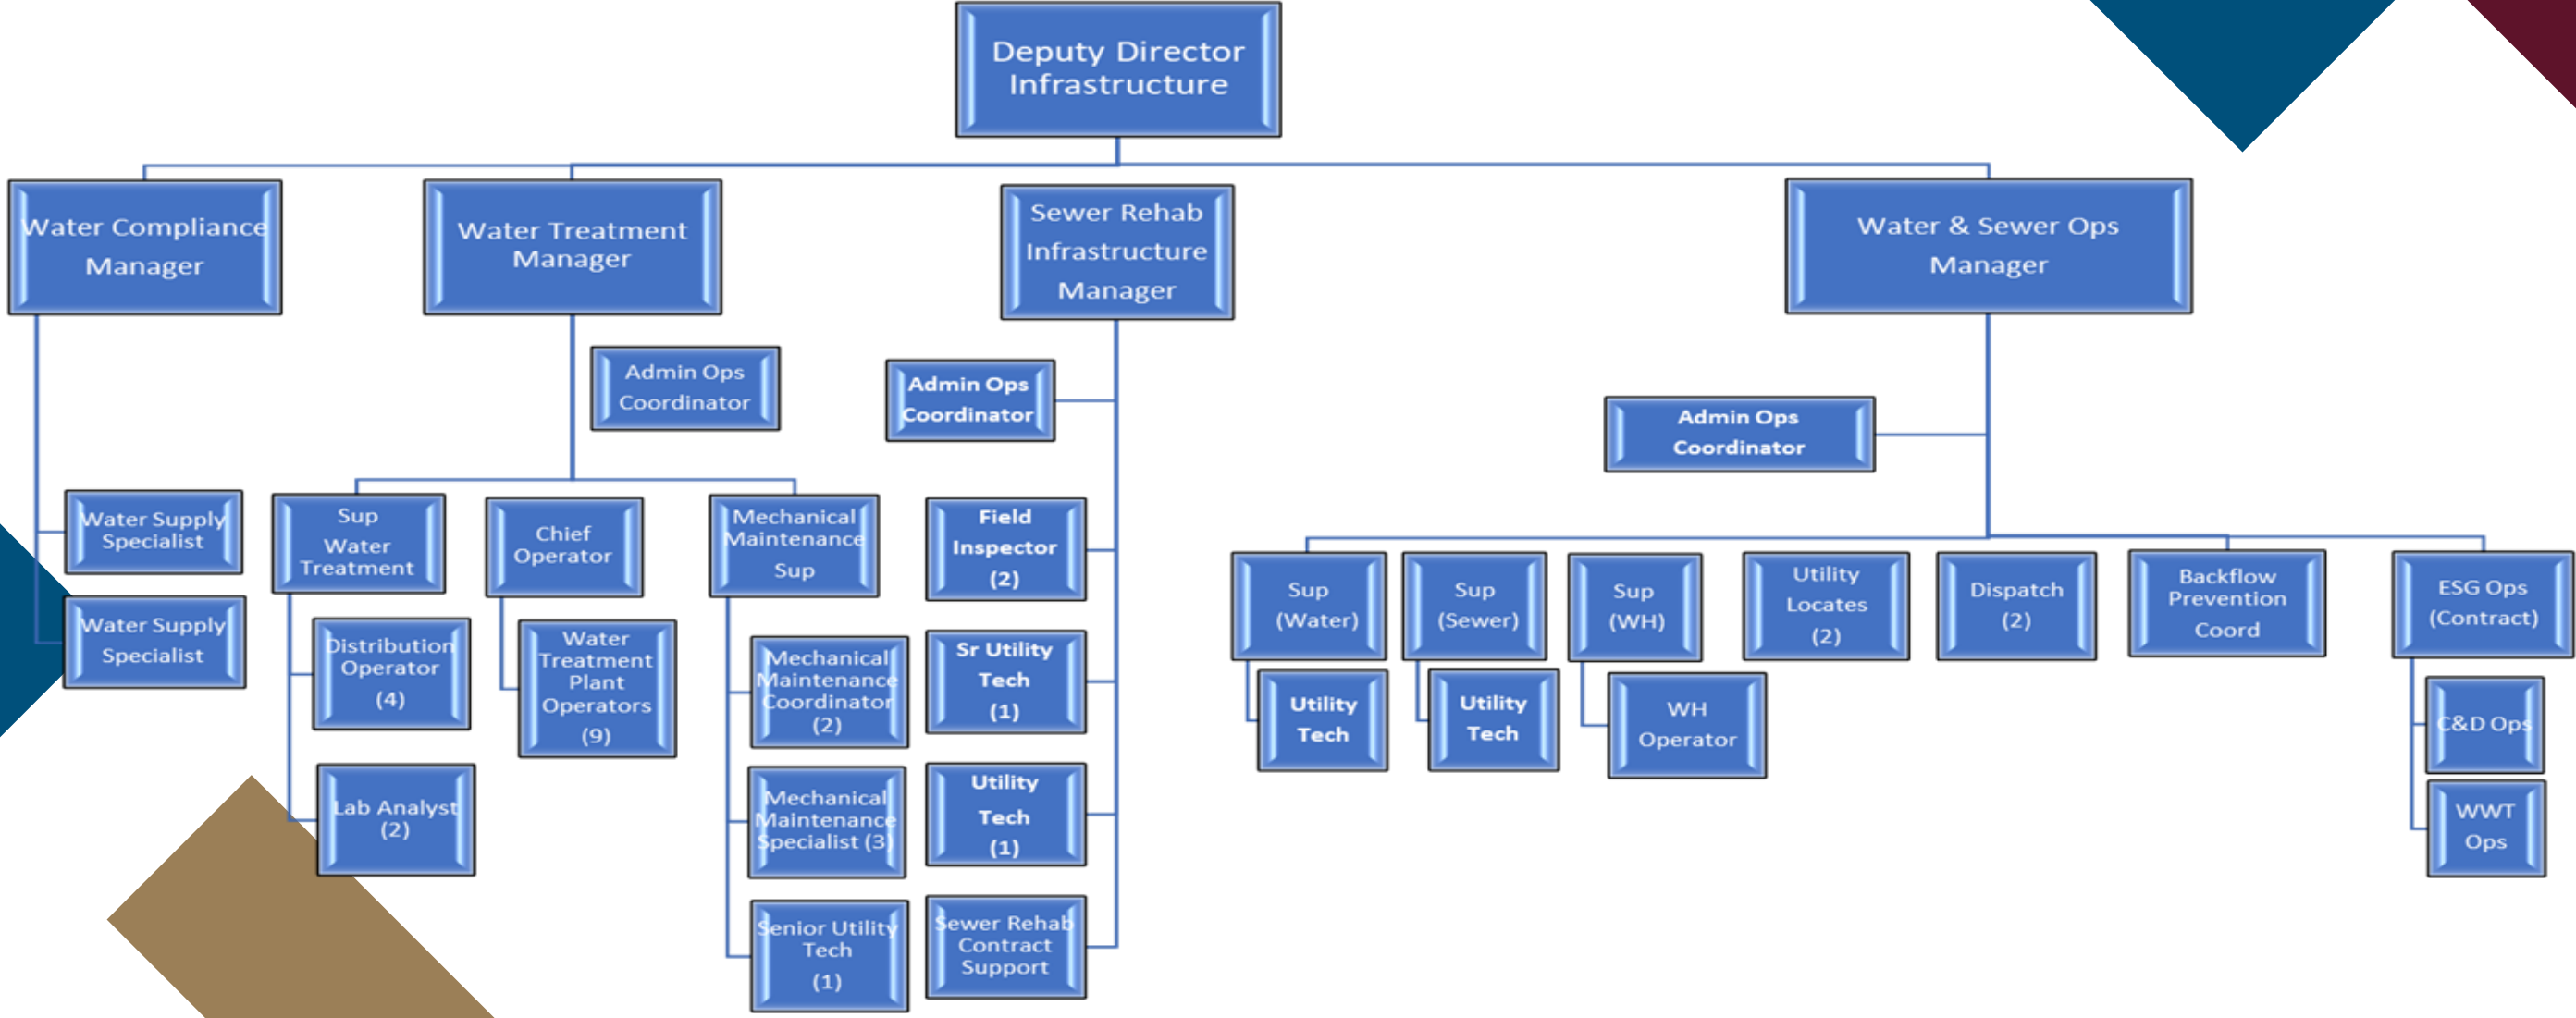 Deputy Director
Infrastructure
Water Compliance
Manager
Water Treatment
Manager
Sewer Rehab
Infrastructure
Manager
Water & Sewer Ops
Manager
Admin Ops
Coordinator
Admin Ops
Coordinator
Admin Ops
Coordinator
Water Supply
Specialist
Water Supply
Specialist
Sup
Water
Treatment
Distribution
Operator
(4)
Lab Analyst
(2)
Chief
Operator
Water
Treatment
Plant
Operators
(9)
Mechanical
Maintenance
Sup
Mechanical
Maintenance
Coordinator
(2)
Mechanical
Maintenance
Specialist (3)
Senior Utility
Tech
(1)
Field
Inspector
(2)
Sr Utility
Tech
(1)
Utility
Tech
(1)
Sewer Rehab
Contract
Support
Sup
(Water)
Utility
Tech
Sup
(Sewer)
Utility
Tech
Sup
(WH)
WH
Operator
Utility
Locates
(2)
Dispatch
(2)
Backflow
Prevention
Coord
ESG Ops
(Contract)
C&D Ops
WWT
Ops